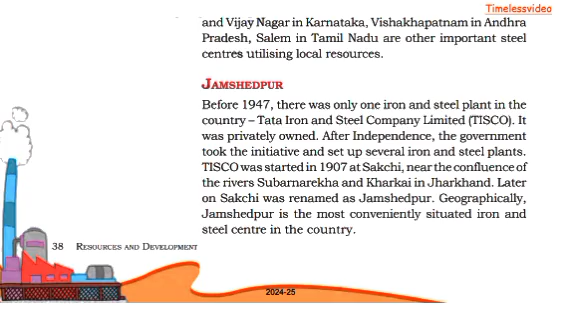 Timelessvideo
and Vijay Nagar in Karnataka, Vishakhapatnam in Andhra
Pradesh, Salem in Tamil Nadu are other important steel
centres utilising local resources.
JAMSHEDPUR
Before 1947, there was only one iron and steel plant in the
country – Tata Iron and Steel Company Limited (TISCO). It
was privately owned. After Independence, the government
took the initiative and set up several iron and steel plants.
TISCO was started in 1907 at Sakchi, near the confluence of
the rivers Subarnarekha and Kharkai in Jharkhand. Later
on Sakchi was renamed as Jamshedpur. Geographically,
Jamshedpur is the most conveniently situated iron and
steel centre in the country.
38 RESOURCES AND DEVELOPMENT
2024-25